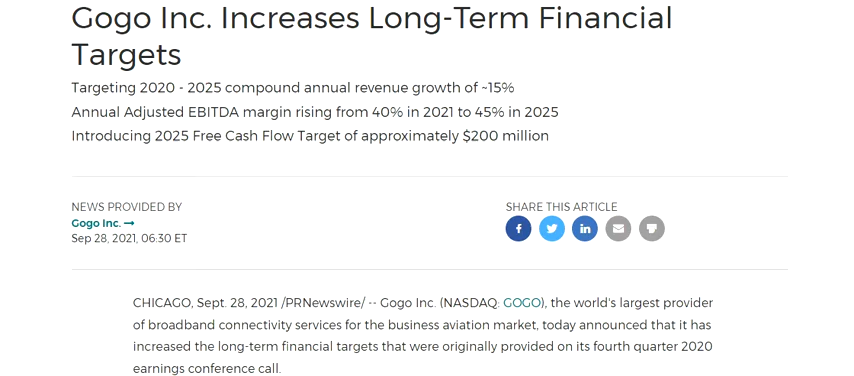 Gogo Inc. Increases Long-Term Financial
Targets
Targeting 2020 - 2025 compound annual revenue growth of ~15%
Annual Adjusted EBITDA margin rising from 40% in 2021 to 45% in 2025
Introducing 2025 Free Cash Flow Target of approximately $200 million
NEWS PROVIDED BY
Gogo Inc. →
Sep 28, 2021, 06:30 ET
SHARE THIS ARTICLE
CHICAGO, Sept. 28, 2021 /PRNewswire/ -- Gogo Inc. (NASDAQ: GOGO), the world's largest provider
of broadband connectivity services for the business aviation market, today announced that it has
increased the long-term financial targets that were originally provided on its fourth quarter 2020
earnings conference call.